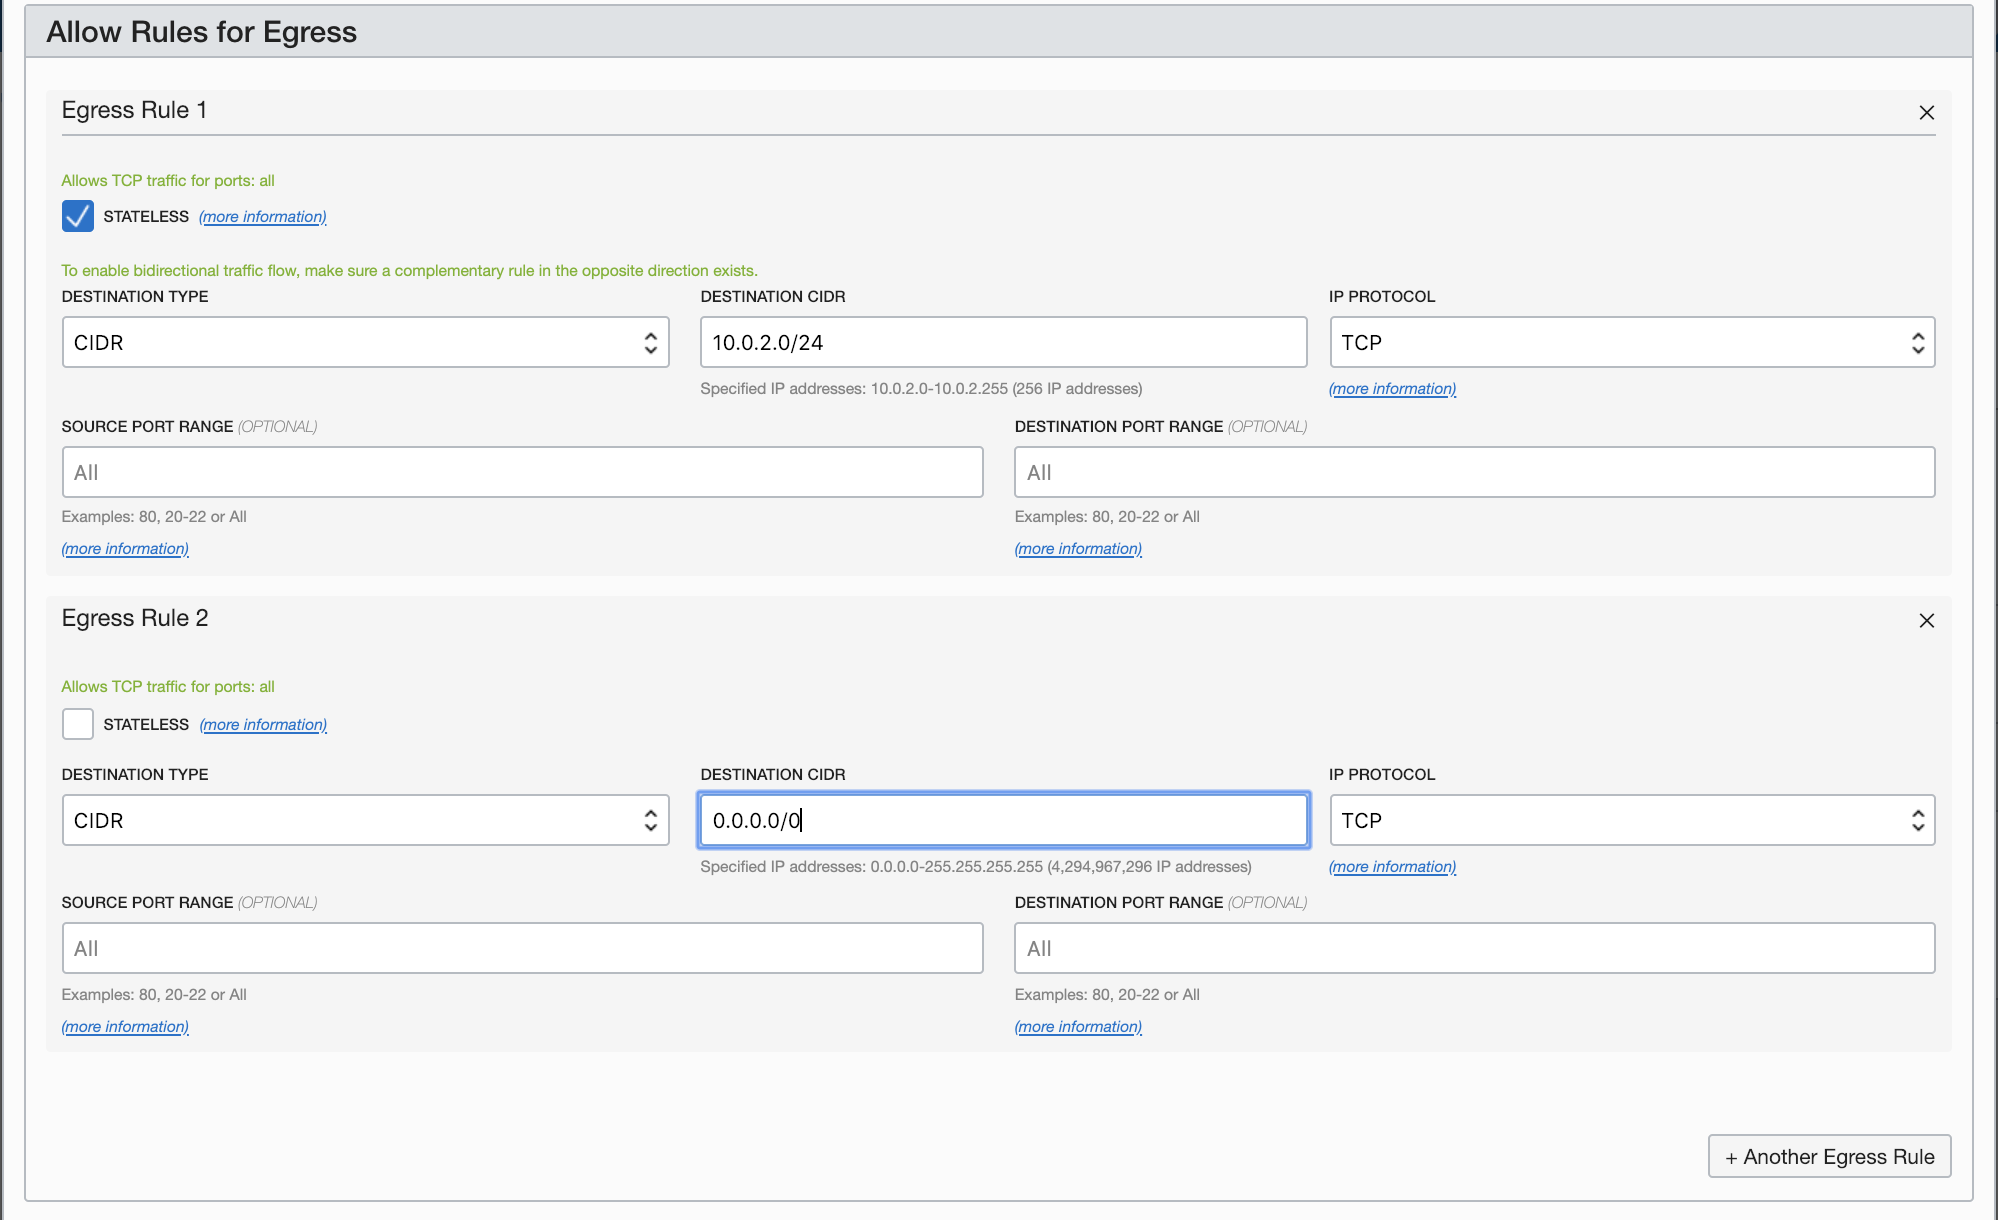 Allow Rules for Egress
Egress Rule 1
Allows TCP traffic for ports: all
STATELESS (more information)
To enable bidirectional traffic flow, make sure a complementary rule in the opposite direction exists.
DESTINATION TYPE DESTINATION CIDR IP PROTOCOL
CIDR 10.0.2.0/24 TCP
Specified IP addresses: 10.0.2.0-10.0.2.255 (256 IP addresses) (more information)
SOURCE PORT RANGE (OPTIONAL) DESTINATION PORT RANGE (OPTIONAL)
All All
Examples: 80, 20-22 or All Examples: 80, 20-22 or All
(more information) (more information)
Egress Rule 2
Allows TCP traffic for ports: all
STATELESS (more information)
DESTINATION TYPE DESTINATION CIDR IP PROTOCOL
CIDR 0.0.0.0/0 TCP
Specified IP addresses: 0.0.0.0-255.255.255.255 (4,294,967,296 IP addresses) (more information)
SOURCE PORT RANGE (OPTIONAL) DESTINATION PORT RANGE (OPTIONAL)
All All
Examples: 80, 20-22 or All Examples: 80, 20-22 or All
(more information) (more information)
+ Another Egress Rule